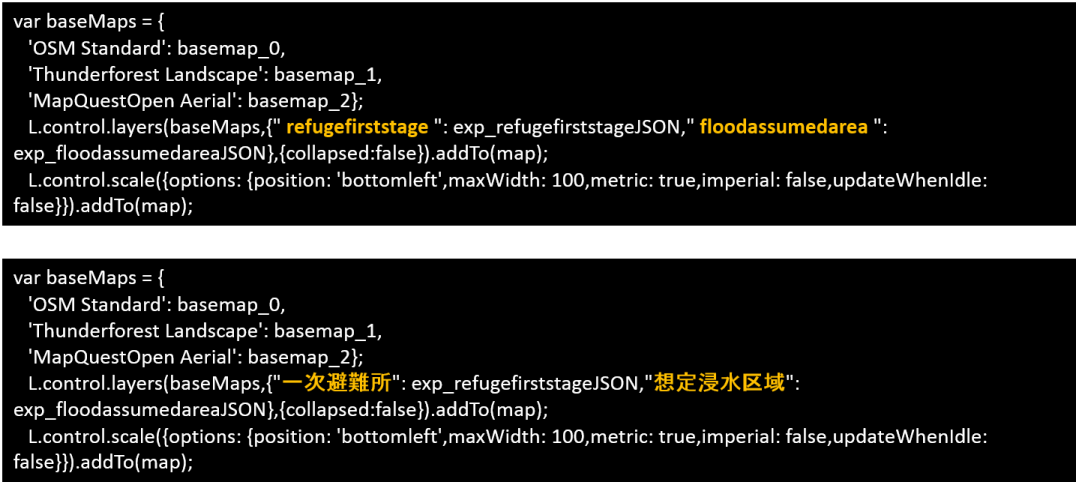 var baseMaps = {
'OSM Standard': basemap_0,
'Thunderforest Landscape': basemap_1,
'MapQuestOpen Aerial': basemap_2};
L.control.layers(baseMaps,{" refugefirststage ": exp_refugefirststageJSON," floodassumedarea ":
exp_floodassumedareaJSON},{collapsed:false}).addTo(map);
L.control.scale({options: {position: 'bottomleft',maxWidth: 100,metric: true,imperial: false,updateWhenIdle:
false}}).addTo(map);
var baseMaps = {
'OSM Standard': basemap_0,
'Thunderforest Landscape': basemap_1,
'MapQuestOpen Aerial': basemap_2};
L.control.layers(baseMaps,{"一次避難所": exp_refugefirststageJSON,"想定浸水区域":
exp_floodassumedareaJSON},{collapsed:false}).addTo(map);
L.control.scale({options: {position: 'bottomleft',maxWidth: 100,metric: true,imperial: false,updateWhenIdle:
false}}).addTo(map);